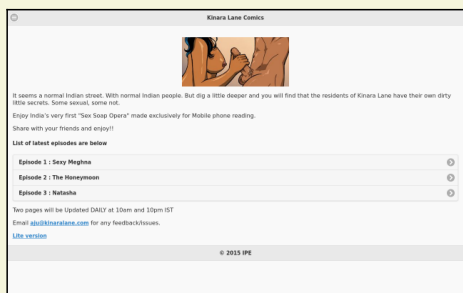 Kinara Lane Comics
It seems a normal Indian street. With normal Indian people. But dig a little deeper and you will find that the residents of Kinara Lane have their own dirty
little secrets. Some sexual, some not.
Enjoy India's very first "Sex Soap Opera" made exclusively for Mobile phone reading.
Share with your friends and enjoy!!
List of latest episodes are below
Episode 1 : Sexy Meghna
Episode 2 : The Honeymoon
Episode 3 : Natasha
Two pages will be Updated DAILY at 10am and 10pm IST
Email aju@kinaralane.com for any feedback/issues.
Lite version
© 2015 IPE